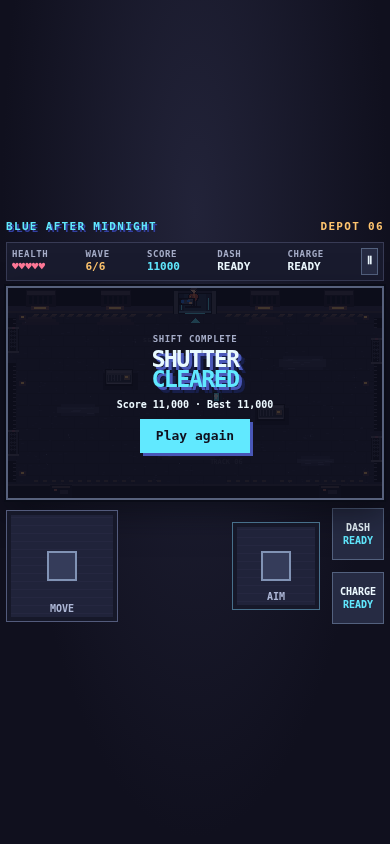 BLUE AFTER MIDNIGHT
DEPOT 06
HEALTH WAVE SCORE DASH CHARGE
♥♥♥♥♥ 6/6 11000 READY READY
SHIFT COMPLETE
SHUTTER
CLEARED
Score 11,000 · Best 11,000
Play again
MOVE
AIM
DASH
READY
CHARGE
READY